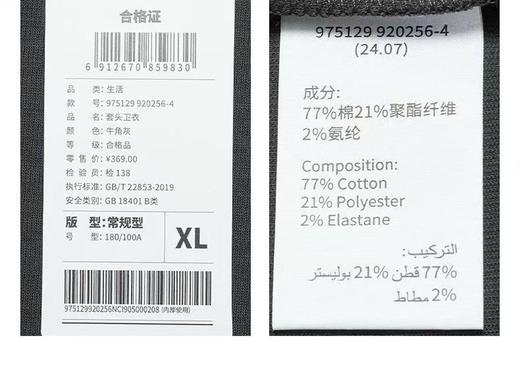 合格证
6 912670 859830
品 类: 生活
款 号: 975129 920256-4
品 名: 套头卫衣
颜 色: 牛角灰
等 级: 合格品
零 售 价: ¥369.00
检 验 员: 检 138
执行标准: GB/T 22853-2019
安全类别: GB 18401 B类
版 型: 常规型
号 型: 180/100A
XL
975129920256NCI905000208 (内厚使用)
975129 920256-4
(24.07)
成分:
77%棉21%聚酯纤维
2%氨纶
Composition:
77% Cotton
21% Polyester
2% Elastane
التركيب:
77% قطن 21% بوليستر
2% مطاط